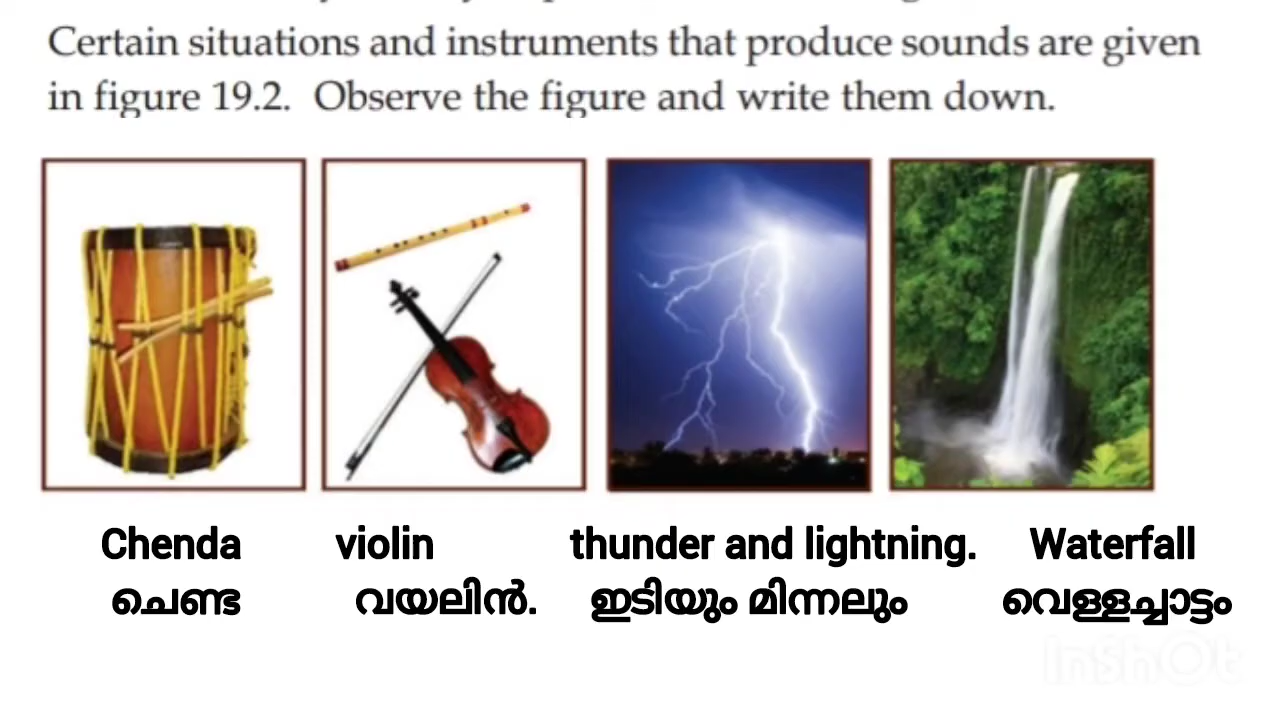 Certain situations and instruments that produce sounds are given
in figure 19.2. Observe the figure and write them down.
Chenda violin thunder and lightning. Waterfall
ചെണ്ട വയലിൻ. ഇടിയും മിന്നലും വെള്ളച്ചാട്ടം
InShOt